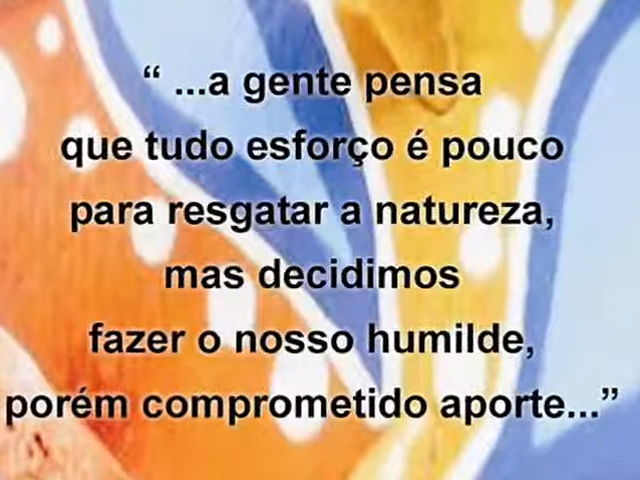 “ ...a gente pensa
que tudo esforço é pouco
para resgatar a natureza,
mas decidimos
fazer o nosso humilde,
porém comprometido aporte...”